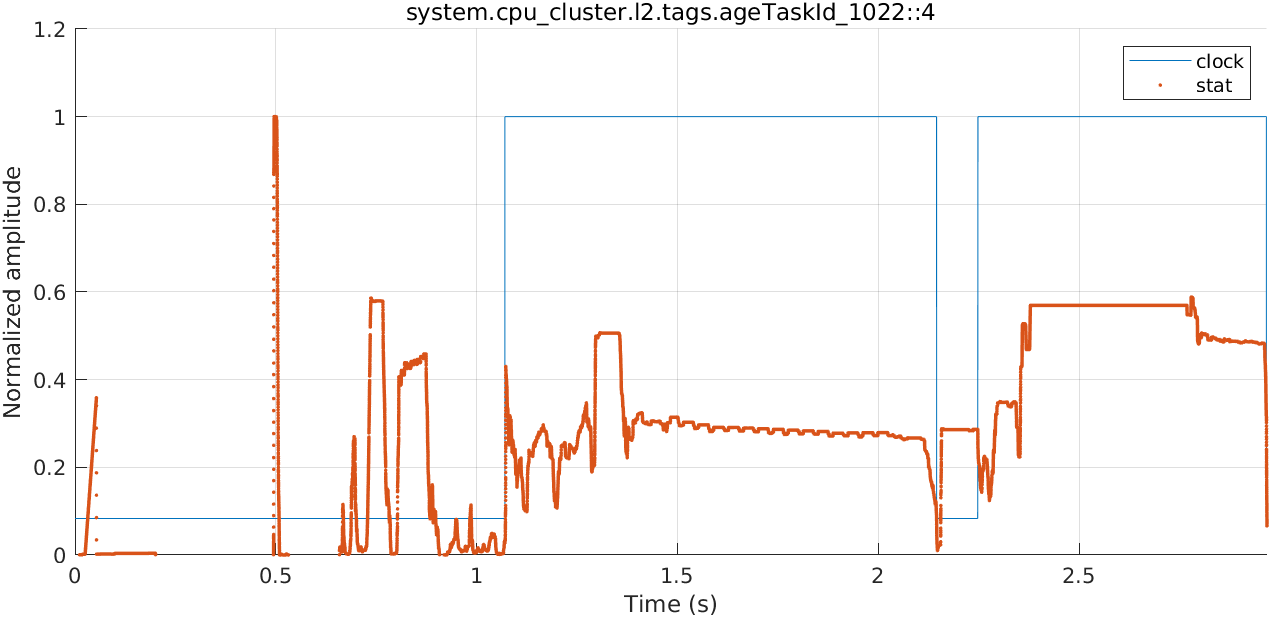 system.cpu_cluster.l2.tags.ageTaskId_1022::4
1.2
1
0.8
0.6
0.4
0.2
0
Normalized amplitude
clock
stat
0
0.5
1
1.5
2
2.5
Time (s)